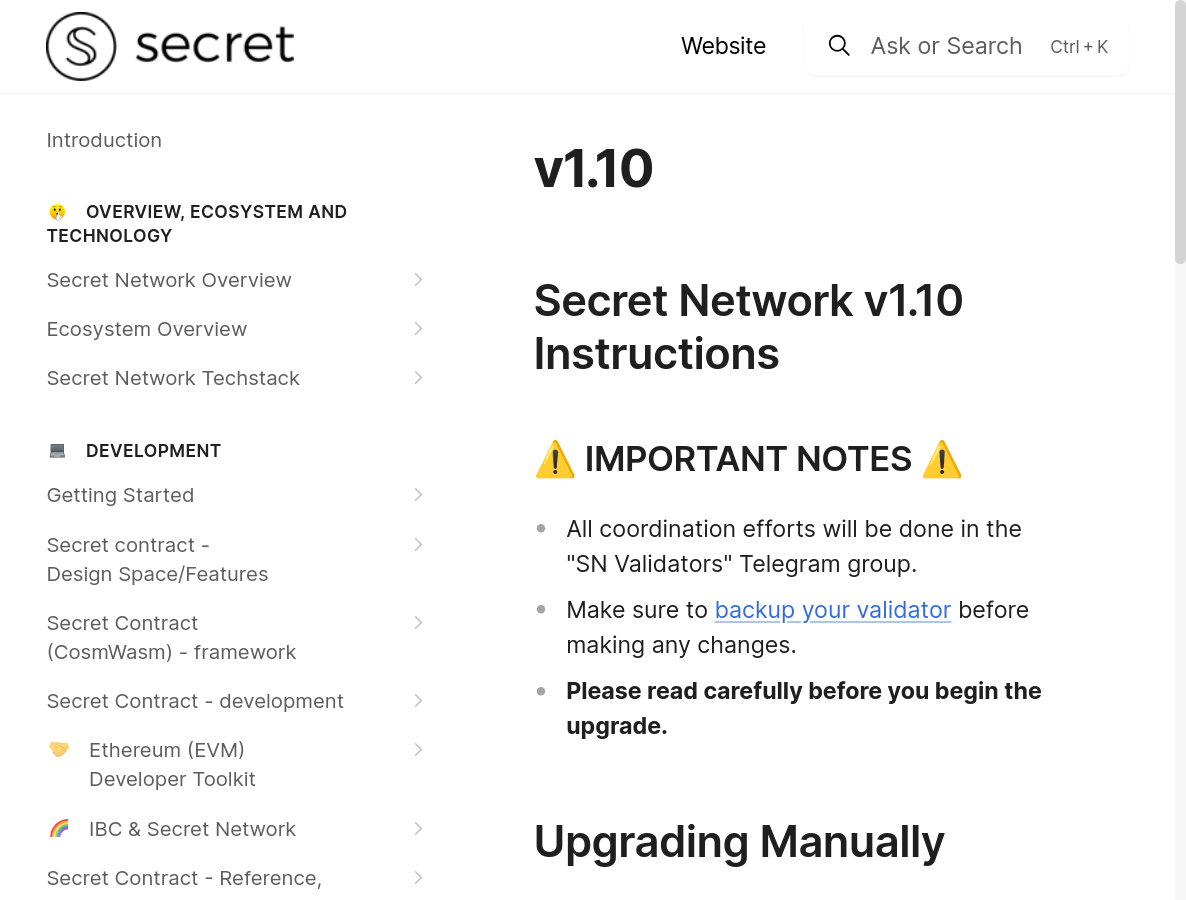 secret
Website
Ask or Search
Ctrl + K
Introduction
🤫 OVERVIEW, ECOSYSTEM AND
TECHNOLOGY
Secret Network Overview
Ecosystem Overview
Secret Network Techstack
💻 DEVELOPMENT
Getting Started
Secret contract -
Design Space/Features
Secret Contract
(CosmWasm) - framework
Secret Contract - development
🤝 Ethereum (EVM)
Developer Toolkit
🌈 IBC & Secret Network
Secret Contract - Reference,
v1.10
Secret Network v1.10
Instructions
⚠️ IMPORTANT NOTES ⚠️
All coordination efforts will be done in the
"SN Validators" Telegram group.
Make sure to backup your validator before
making any changes.
Please read carefully before you begin the
upgrade.
Upgrading Manually